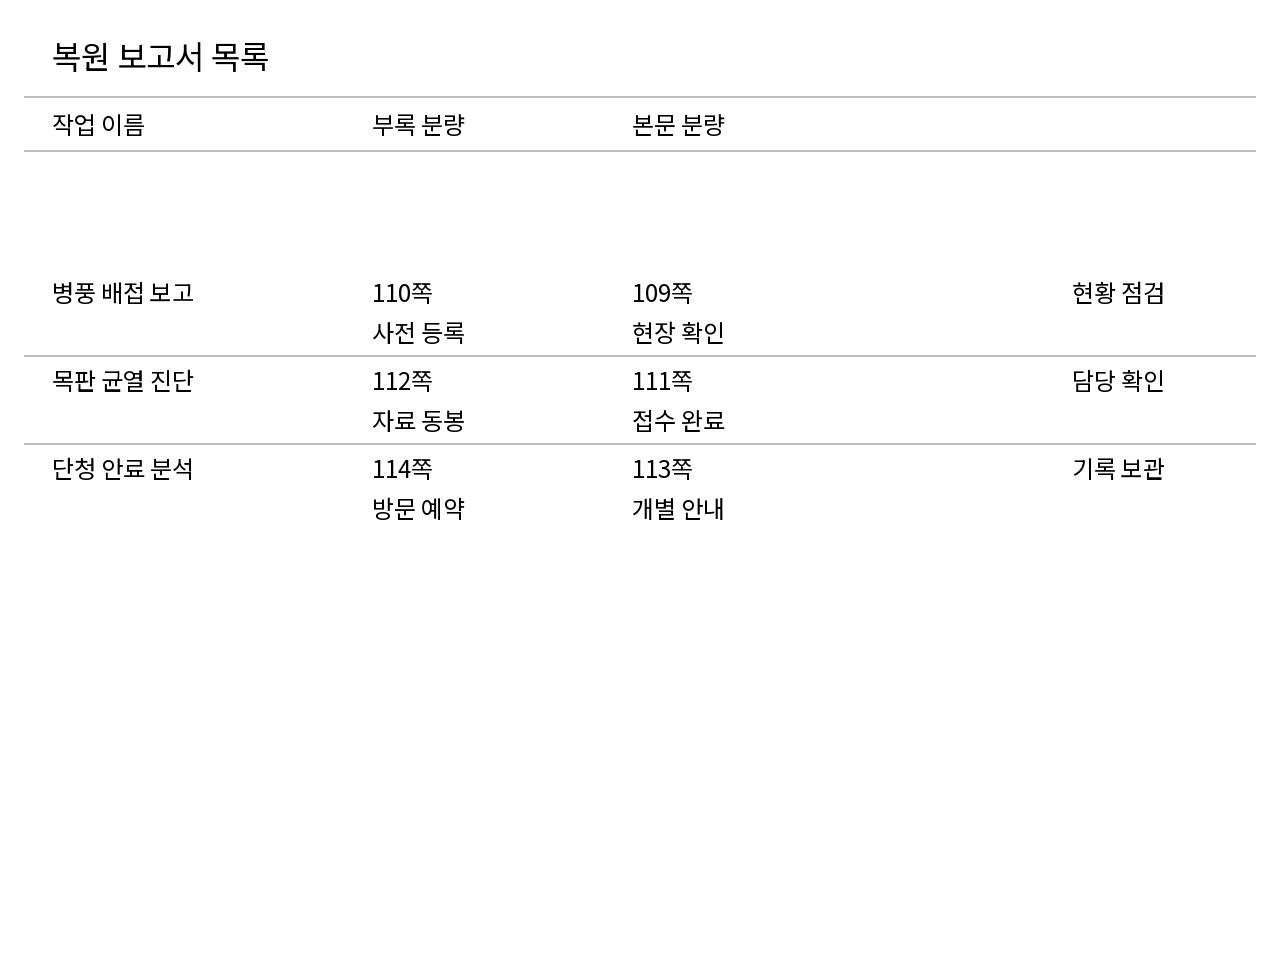 복원 보고서 목록
작업 이름 부록 분량 본문 분량
병풍 배접 보고 110쪽 109쪽 현황 점검
사전 등록 현장 확인
목판 균열 진단 112쪽 111쪽 담당 확인
자료 동봉 접수 완료
단청 안료 분석 114쪽 113쪽 기록 보관
방문 예약 개별 안내